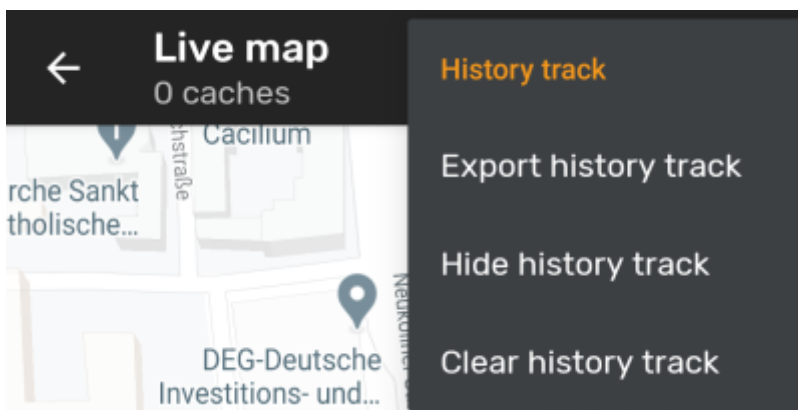 Live map
0 caches
History track
Export history track
Hide history track
Clear history track
Cacilium
rche Sankt
tholische...
chstraße
DEG-Deutsche
Investitions- und...